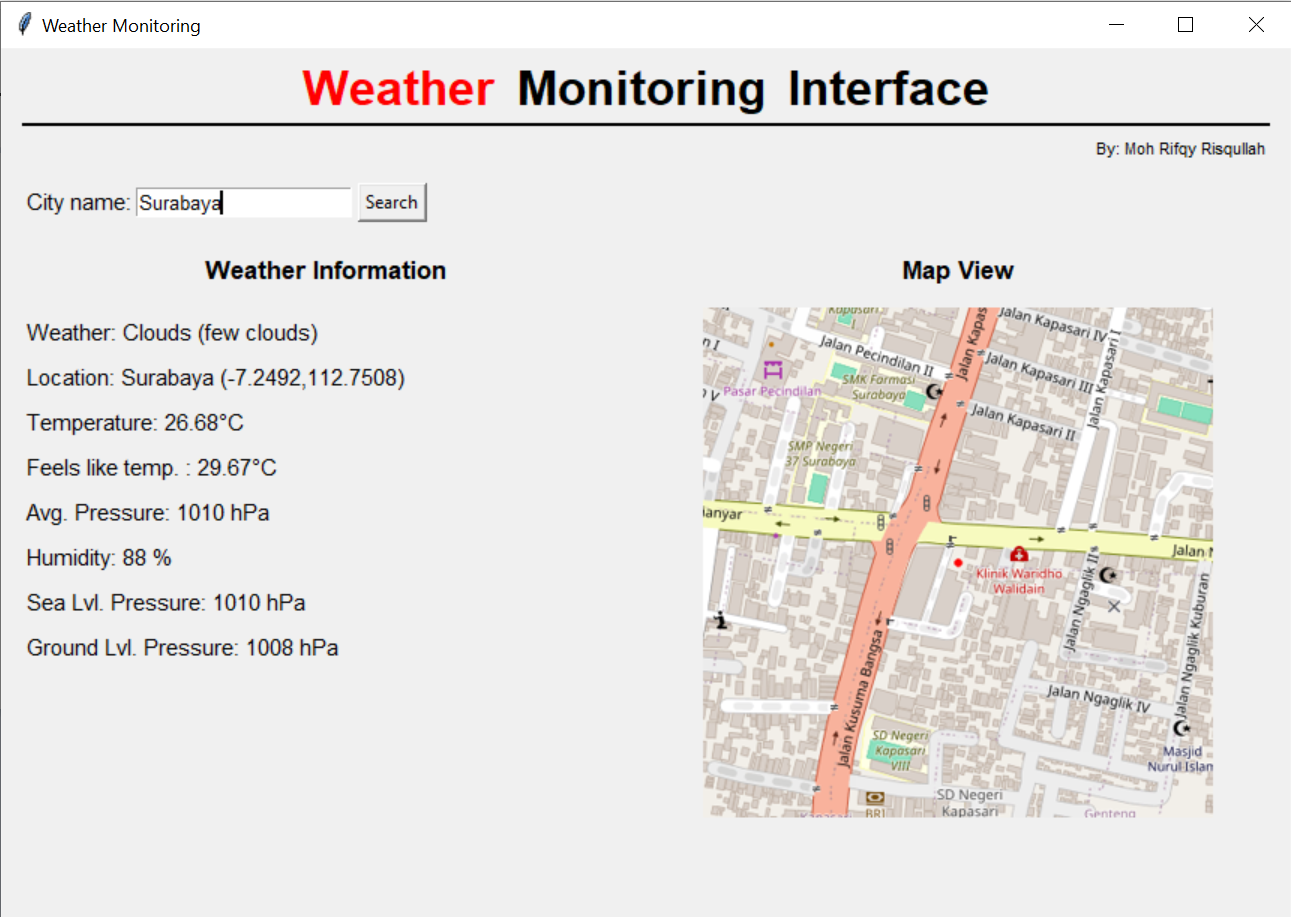 Weather Monitoring
Weather Monitoring Interface
By: Moh Rifqy Risqullah
City name: Surabaya Search
Weather Information
Weather: Clouds (few clouds)
Location: Surabaya (-7.2492,112.7508)
Temperature: 26.68°C
Feels like temp. : 29.67°C
Avg. Pressure: 1010 hPa
Humidity: 88 %
Sea Lvl. Pressure: 1010 hPa
Ground Lvl. Pressure: 1008 hPa
Map View
Kapasari
I
Jalan Kapasari IV
Jalan Kapas
Jalan Kapasari I
Jalan Pecindilan II
Jalan Kapasari III
Pasar Pecindilan
SMK Farmasi
Surabaya
Jalan Kapasari II
SMP Negeri
37 Surabaya
anyar
Jalan N
Klinik Waridho
Walidain
Jalan Ngaglik II
Jalan Ngaglik Kuburan
Jalan Kusuma Bangsa
Jalan Ngaglik IV
SD Negeri
Kapasari
VIII
Masjid
Nurul Islam
SD Negeri
Kapasari
BRI
Genteng